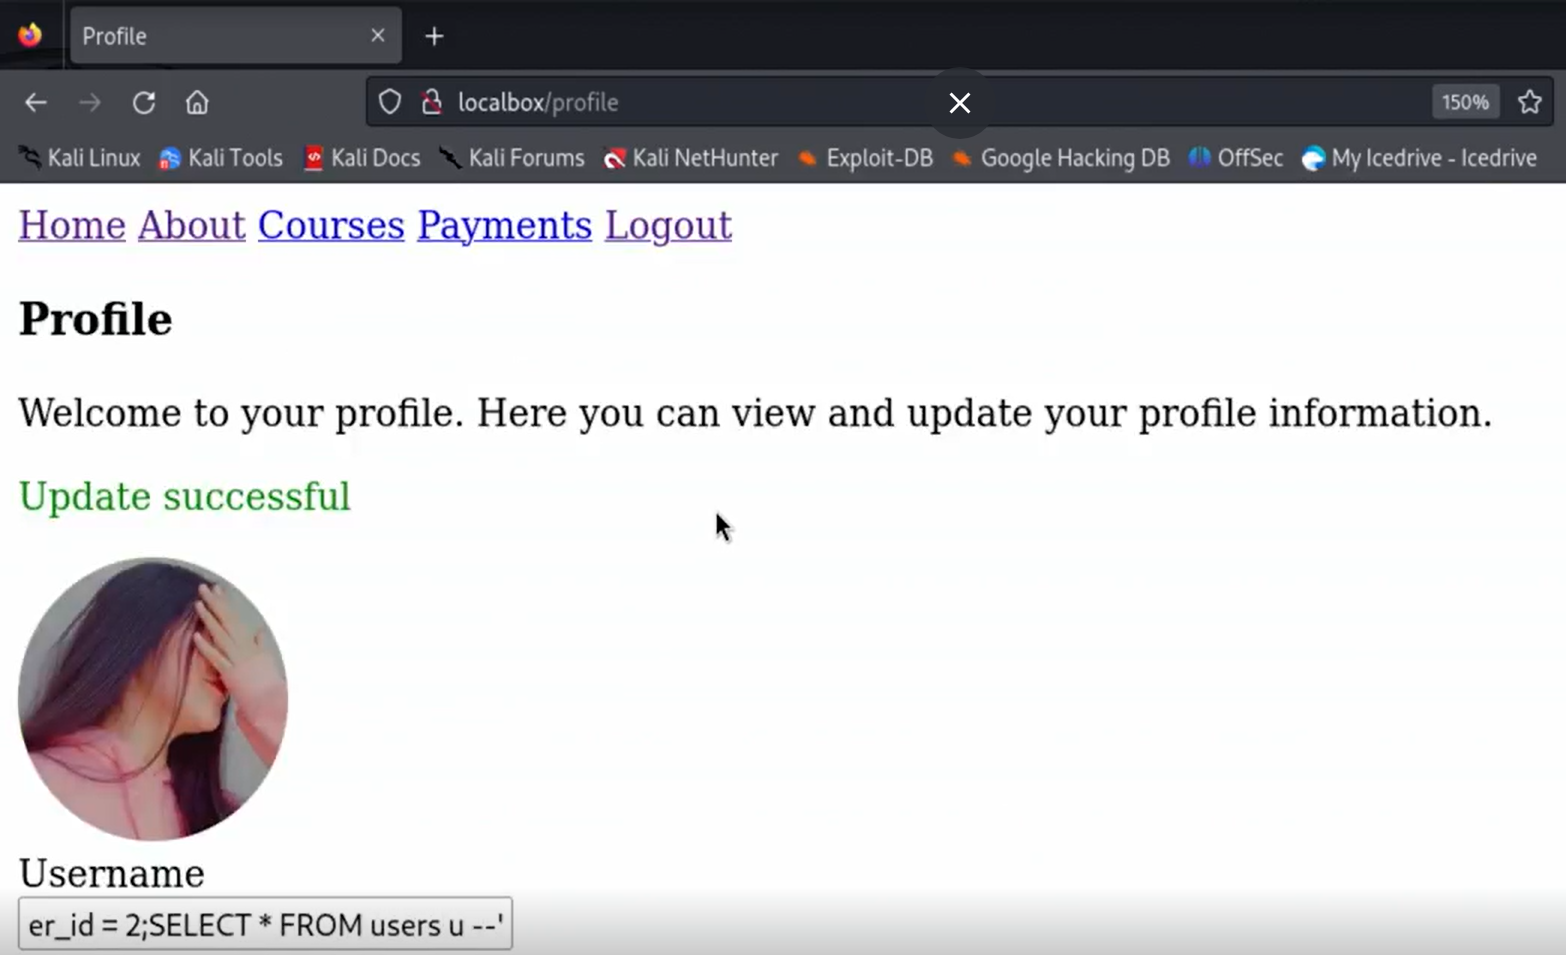 Profile
localbox/profile 150%
Kali Linux Kali Tools Kali Docs Kali Forums Kali NetHunter Exploit-DB Google Hacking DB OffSec My Icedrive - Icedrive
Home About Courses Payments Logout
Profile
Welcome to your profile. Here you can view and update your profile information.
Update successful
Username
er_id = 2;SELECT * FROM users u --'